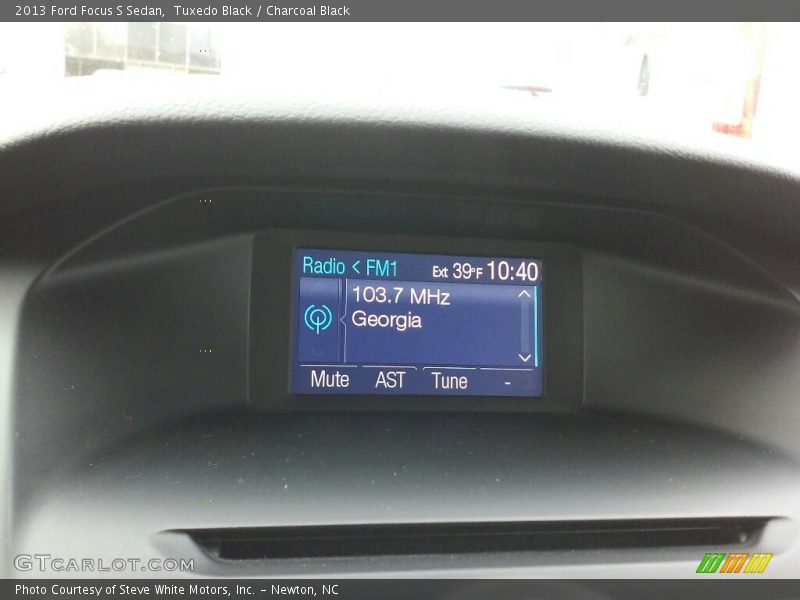 2013 Ford Focus S Sedan,  Tuxedo Black / Charcoal Black
Radio < FM1 Ext 39°F 10:40
103.7 MHz
Georgia
Mute AST Tune -
GTCARLOT.COM
Photo Courtesy of Steve White Motors, Inc. – Newton, NC